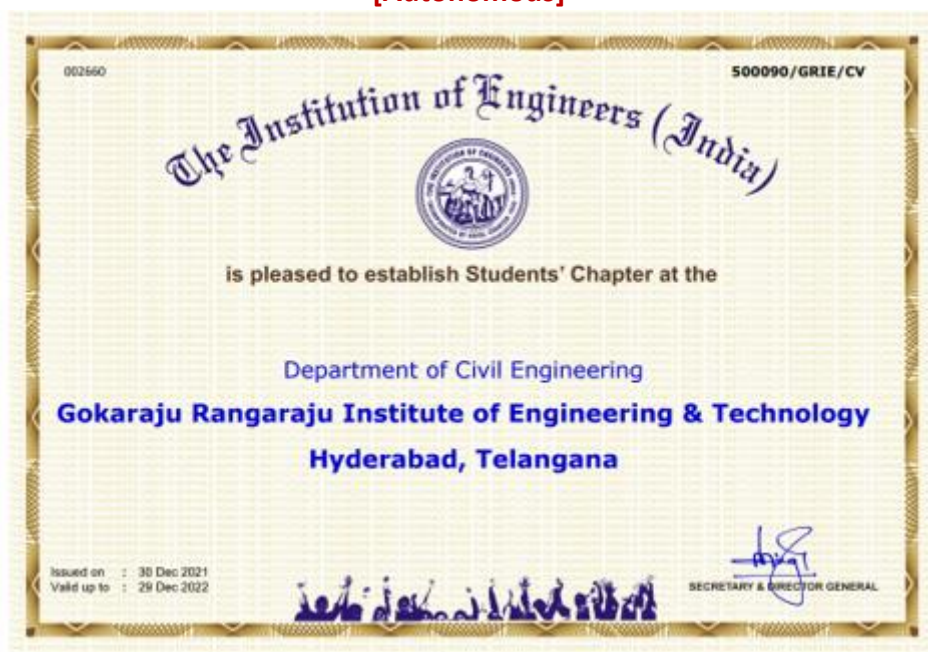 [Autonomous]
002660
500090/GRIE/CV
The Institution of Engineers (India)
is pleased to establish Students' Chapter at the
Department of Civil Engineering
Gokaraju Rangaraju Institute of Engineering & Technology
Hyderabad, Telangana
Issued on : 30 Dec 2021
Valid up to : 29 Dec 2022
SECRETARY & DIRECTOR GENERAL